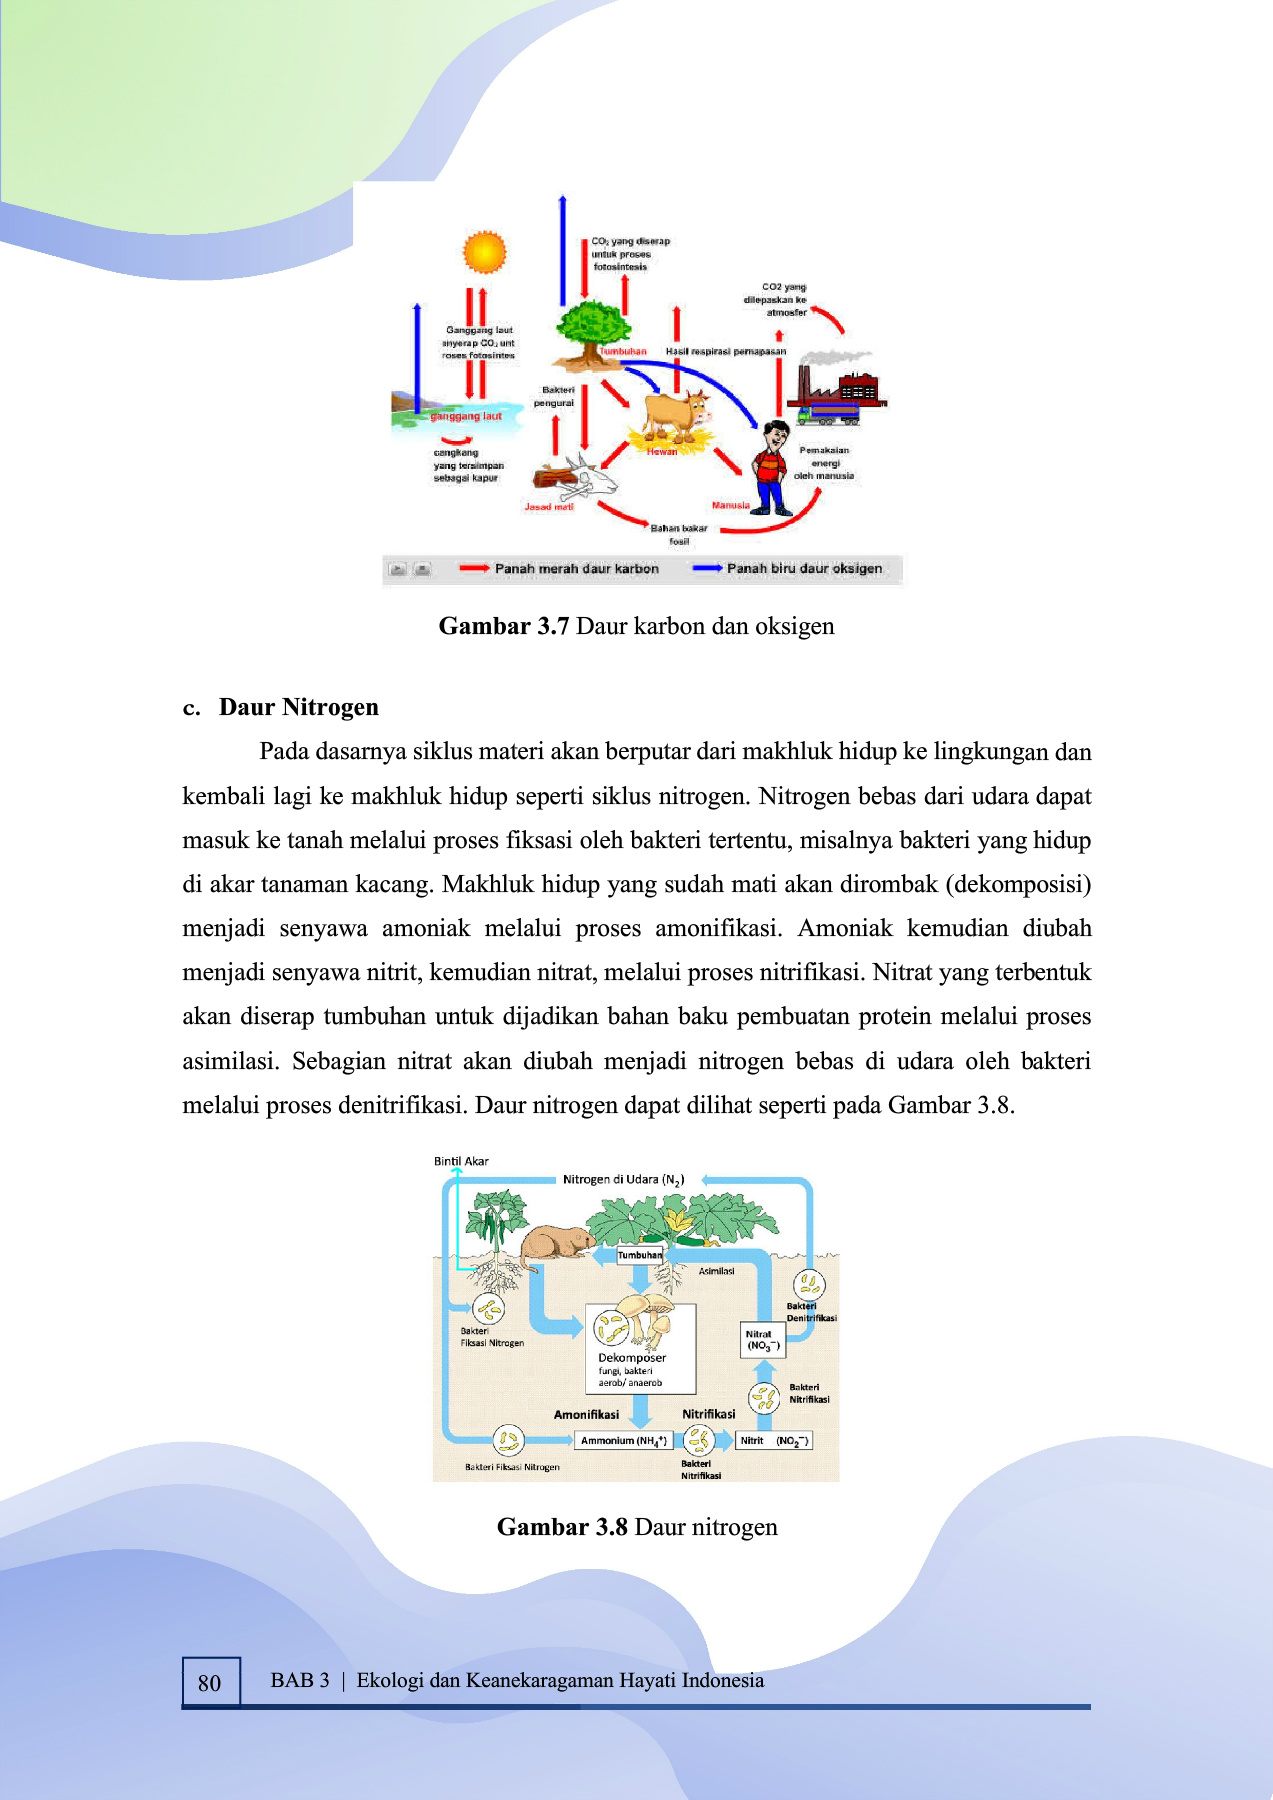 CO₂ yang diserap
untuk proses
fotosintesis
CO2 yang
dilepaskan ke
atmosfer
Ganggang laut
enyerap CO₂ unt
roses fotosintes
Tumbuhan
Hasil respirasi pernapasan
Bakteri
pengurai
ganggang laut
cangkang
yang tersimpan
sebagai kapur
Hewan
Pemakaian
energi
oleh manusia
Jasad mati
Manusia
Bahan bakar
fosil
Panah merah daur karbon
Panah biru daur oksigen
Gambar 3.7 Daur karbon dan oksigen
c. Daur Nitrogen
Pada dasarnya siklus materi akan berputar dari makhluk hidup ke lingkungan dan
kembali lagi ke makhluk hidup seperti siklus nitrogen. Nitrogen bebas dari udara dapat
masuk ke tanah melalui proses fiksasi oleh bakteri tertentu, misalnya bakteri yang hidup
di akar tanaman kacang. Makhluk hidup yang sudah mati akan dirombak (dekomposisi)
menjadi senyawa amoniak melalui proses amonifikasi. Amoniak kemudian diubah
menjadi senyawa nitrit, kemudian nitrat, melalui proses nitrifikasi. Nitrat yang terbentuk
akan diserap tumbuhan untuk dijadikan bahan baku pembuatan protein melalui proses
asimilasi. Sebagian nitrat akan diubah menjadi nitrogen bebas di udara oleh bakteri
melalui proses denitrifikasi. Daur nitrogen dapat dilihat seperti pada Gambar 3.8.
Bintil Akar
Nitrogen di Udara (N₂)
Tumbuhan
Asimilasi
Bakteri
Denitrifikasi
Bakteri
Fiksasi Nitrogen
Nitrat
(NO₃⁻)
Dekomposer
fungi, bakteri
aerob/ anaerob
Bakteri
Nitrifikasi
Amonifikasi
Nitrifikasi
Ammonium (NH₄⁺)
Nitrit (NO₂⁻)
Bakteri Fiksasi Nitrogen
Bakteri
Nitrifikasi
Gambar 3.8 Daur nitrogen
80 BAB 3 | Ekologi dan Keanekaragaman Hayati Indonesia